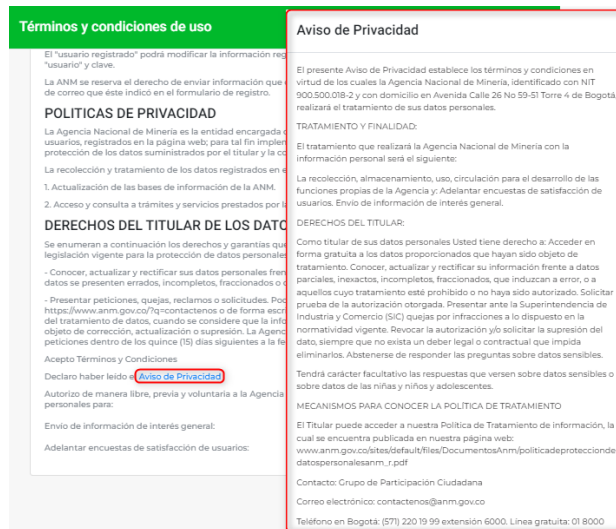 Términos y condiciones de uso
El "usuario registrado" podrá modificar la información reg
"usuario" y clave.
La ANM se reserva el derecho de enviar información que
de correo que éste indicó en el formulario de registro.
POLITICAS DE PRIVACIDAD
La Agencia Nacional de Minería es la entidad encargada
usuarios, registrados en la página web; para tal fin implem
protección de los datos suministrados por el titular y la co
La recolección y tratamiento de los datos registrados en e
1. Actualización de las bases de información de la ANM.
2. Acceso y consulta a trámites y servicios prestados por la
DERECHOS DEL TITULAR DE LOS DATO
Se enumeran a continuación los derechos y garantías que
legislación vigente para la protección de datos personales
- Conocer, actualizar y rectificar sus datos personales fren
datos se presenten errados, incompletos, fraccionados o
- Presentar peticiones, quejas, reclamos o solicitudes. Pod
https://www.anm.gov.co/?q=contactenos o de forma escri
del tratamiento de datos, cuando se considere que la info
objeto de corrección, actualización o supresión. La Agenc
peticiones dentro de los quince (15) días siguientes a la fe
Acepto Términos y Condiciones
Declaro haber leído el Aviso de Privacidad
Autorizo de manera libre, previa y voluntaria a la Agencia
personales para:
Envío de información de interés general:
Adelantar encuestas de satisfacción de usuarios:
Aviso de Privacidad
El presente Aviso de Privacidad establece los términos y condiciones en
virtud de los cuales la Agencia Nacional de Minería, identificado con NIT
900.500.018-2 y con domicilio en Avenida Calle 26 No 59-51 Torre 4 de Bogotá
realizará el tratamiento de sus datos personales.
TRATAMIENTO Y FINALIDAD:
El tratamiento que realizará la Agencia Nacional de Minería con la
información personal será el siguiente:
La recolección, almacenamiento, uso, circulación para el desarrollo de las
funciones propias de la Agencia y: Adelantar encuestas de satisfacción de
usuarios. Envío de información de interés general.
DERECHOS DEL TITULAR:
Como titular de sus datos personales Usted tiene derecho a: Acceder en
forma gratuita a los datos proporcionados que hayan sido objeto de
tratamiento. Conocer, actualizar y rectificar su información frente a datos
parciales, inexactos, incompletos, fraccionados, que induzcan a error, o a
aquellos cuyo tratamiento esté prohibido o no haya sido autorizado. Solicitar
prueba de la autorización otorgada. Presentar ante la Superintendencia de
Industria y Comercio (SIC) quejas por infracciones a lo dispuesto en la
normatividad vigente. Revocar la autorización y/o solicitar la supresión del
dato, siempre que no exista un deber legal o contractual que impida
eliminarlos. Abstenerse de responder las preguntas sobre datos sensibles.
Tendrá carácter facultativo las respuestas que versen sobre datos sensibles o
sobre datos de las niñas y niños y adolescentes.
MECANISMOS PARA CONOCER LA POLÍTICA DE TRATAMIENTO
El Titular puede acceder a nuestra Política de Tratamiento de información, la
cual se encuentra publicada en nuestra página web:
www.anm.gov.co/sites/default/files/DocumentosAnm/politicadeprotecciónde
datospersonalesanm_r.pdf
Contacto: Grupo de Participación Ciudadana
Correo electrónico: contactenos@anm.gov.co
Teléfono en Bogotá: (571) 220 19 99 extensión 6000. Línea gratuita: 01 8000